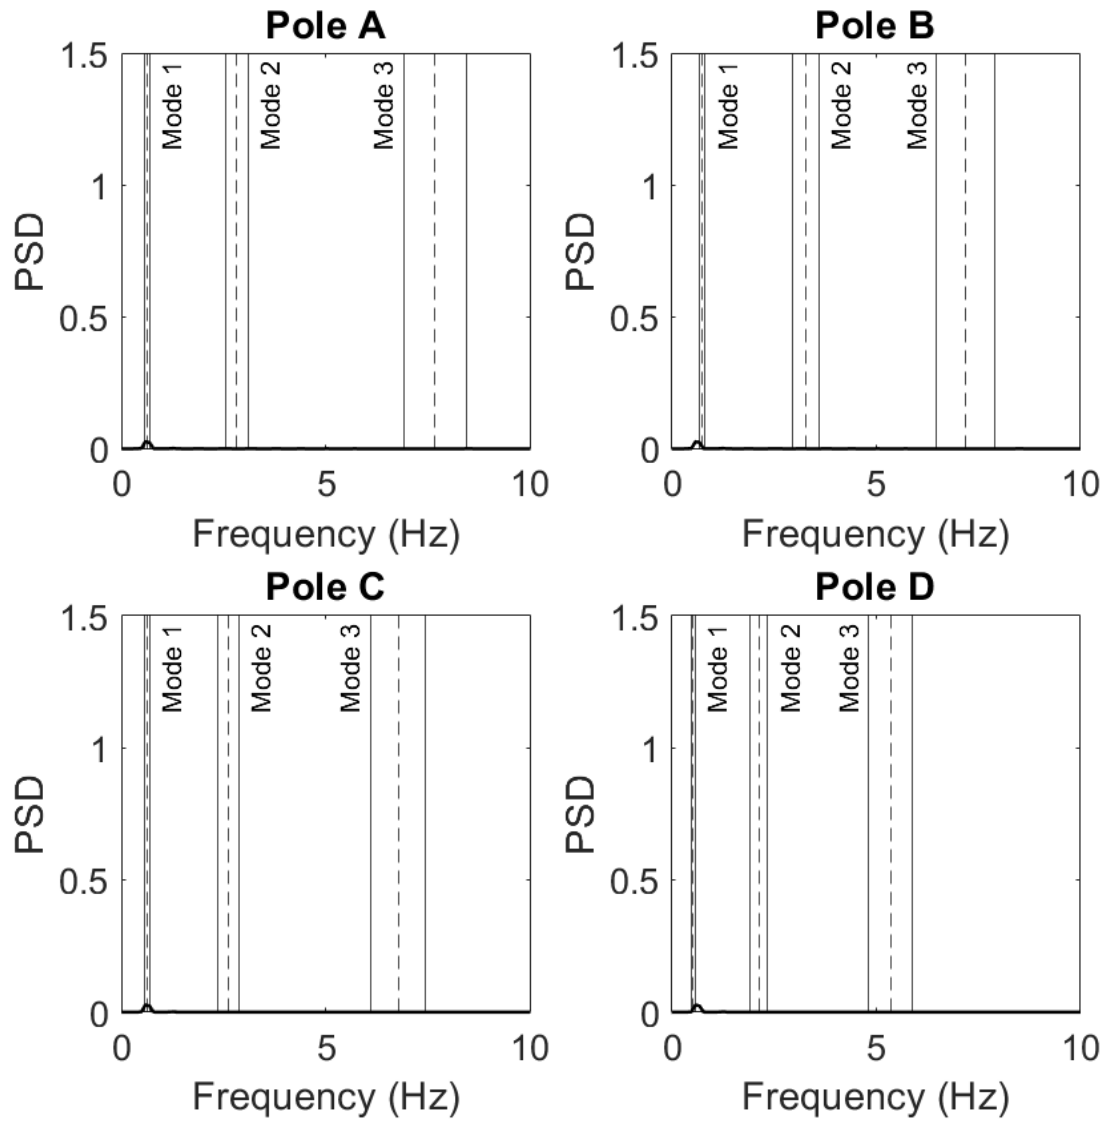 Pole A
1.5
1
0.5
0
PSD
Mode 1
Mode 2
Mode 3
0 5 10
Frequency (Hz)
Pole B
1.5
1
0.5
0
PSD
Mode 1
Mode 2
Mode 3
0 5 10
Frequency (Hz)
Pole C
1.5
1
0.5
0
PSD
Mode 1
Mode 2
Mode 3
0 5 10
Frequency (Hz)
Pole D
1.5
1
0.5
0
PSD
Mode 1
Mode 2
Mode 3
0 5 10
Frequency (Hz)